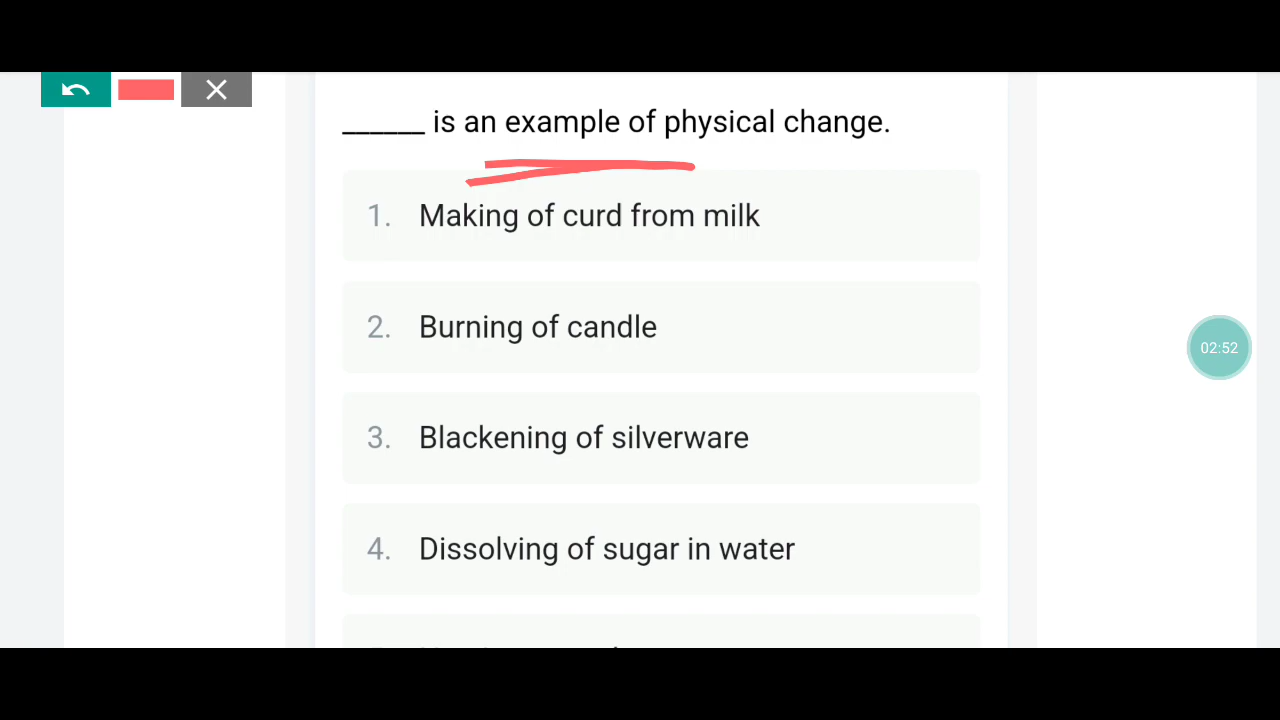 ______ is an example of physical change.
1. Making of curd from milk
2. Burning of candle
02:52
3. Blackening of silverware
4. Dissolving of sugar in water